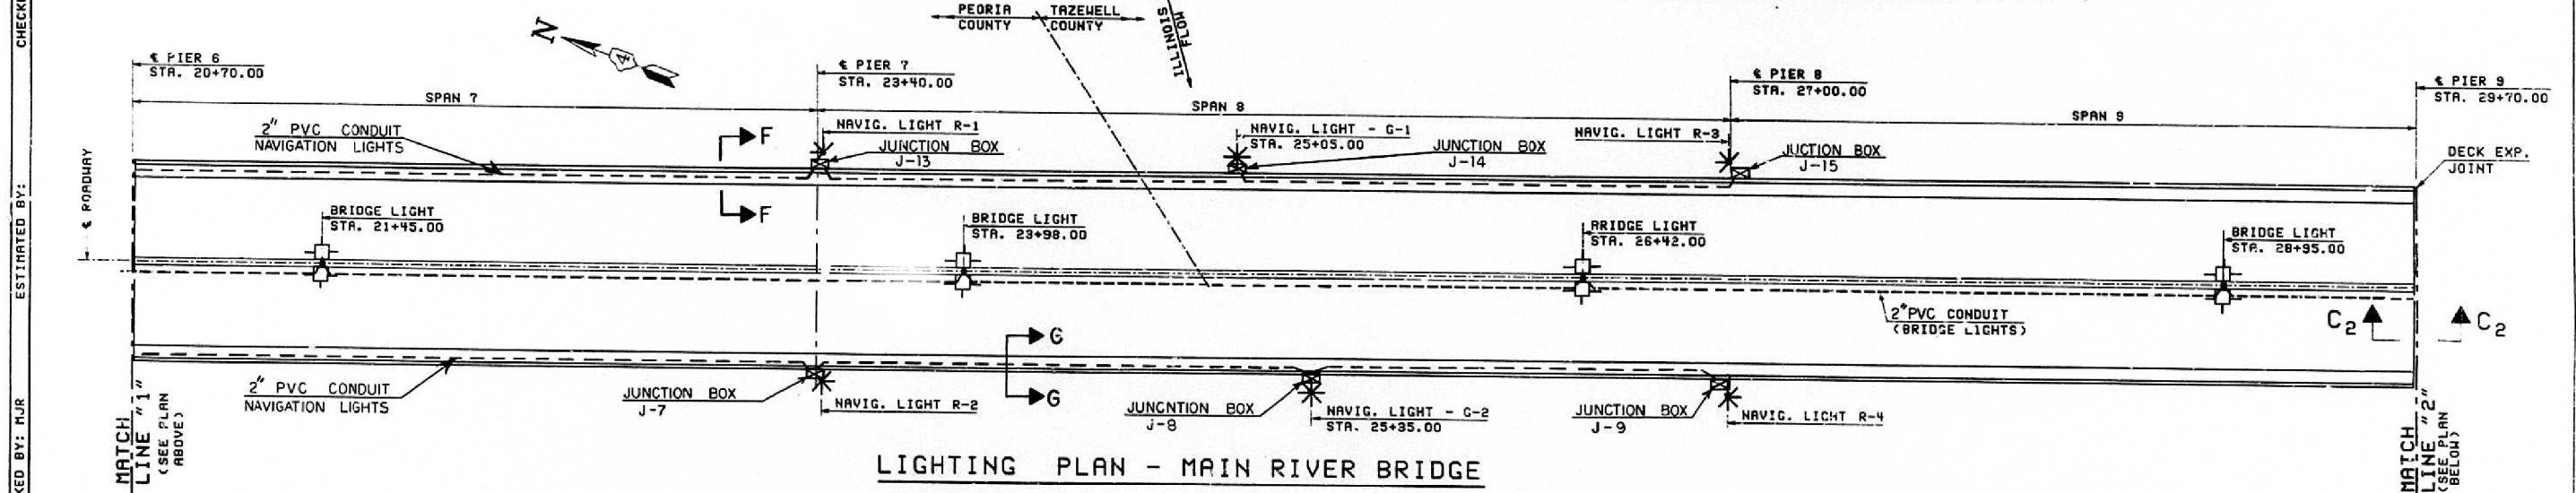 CHECK
ESTIMATED BY:
KED BY: MJR
N
4
PEORIA COUNTY
TAZEWELL COUNTY
ILLINOIS
FLOW
℄ PIER 6
STA. 20+70.00
℄ PIER 7
STA. 23+40.00
℄ PIER 8
STA. 27+00.00
℄ PIER 9
STA. 29+70.00
SPAN 7
SPAN 8
SPAN 9
2" PVC CONDUIT
NAVIGATION LIGHTS
F
F
NAVIG. LIGHT R-1
JUNCTION BOX
J-13
NAVIG. LIGHT - G-1
STA. 25+05.00
JUNCTION BOX
J-14
NAVIG. LIGHT R-3
JUCTION BOX
J-15
DECK EXP.
JOINT
℄ ROADWAY
BRIDGE LIGHT
STA. 21+45.00
BRIDGE LIGHT
STA. 23+98.00
BRIDGE LIGHT
STA. 26+42.00
BRIDGE LIGHT
STA. 28+95.00
2" PVC CONDUIT
(BRIDGE LIGHTS)
C2
C2
G
G
2" PVC CONDUIT
NAVIGATION LIGHTS
JUNCTION BOX
J-7
NAVIG. LIGHT R-2
JUNCNTION BOX
J-8
NAVIG. LIGHT - G-2
STA. 25+35.00
JUNCTION BOX
J-9
NAVIG. LIGHT R-4
MATCH
LINE "1"
(SEE PLAN
ABOVE)
MATCH
LINE "2"
(SEE PLAN
BELOW)
LIGHTING PLAN - MAIN RIVER BRIDGE